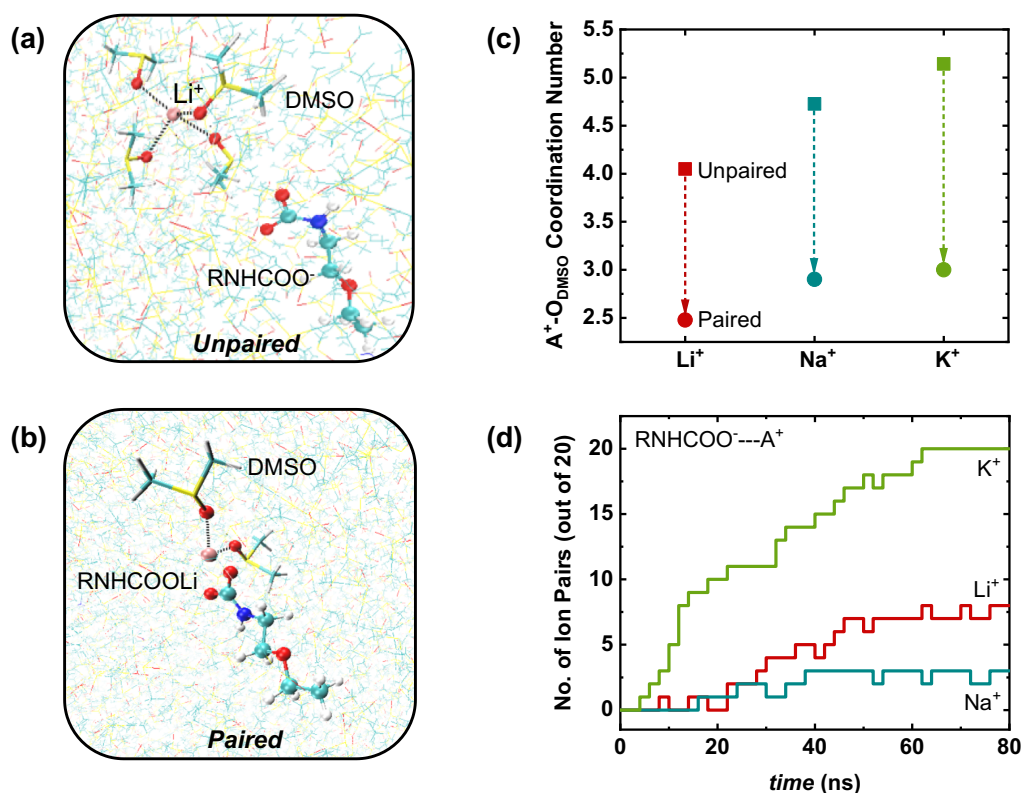 (a)
Li⁺
DMSO
RNHCOO⁻
Unpaired
(b)
DMSO
RNHCOOLi
Paired
(c)
A⁺-O_DMSO Coordination Number
5.5
5.0
4.5
4.0
3.5
3.0
2.5
Unpaired
Paired
Li⁺ Na⁺ K⁺
(d)
No. of Ion Pairs (out of 20)
20
15
10
5
0
RNHCOO⁻---A⁺
K⁺
Li⁺
Na⁺
0 20 40 60 80
time (ns)